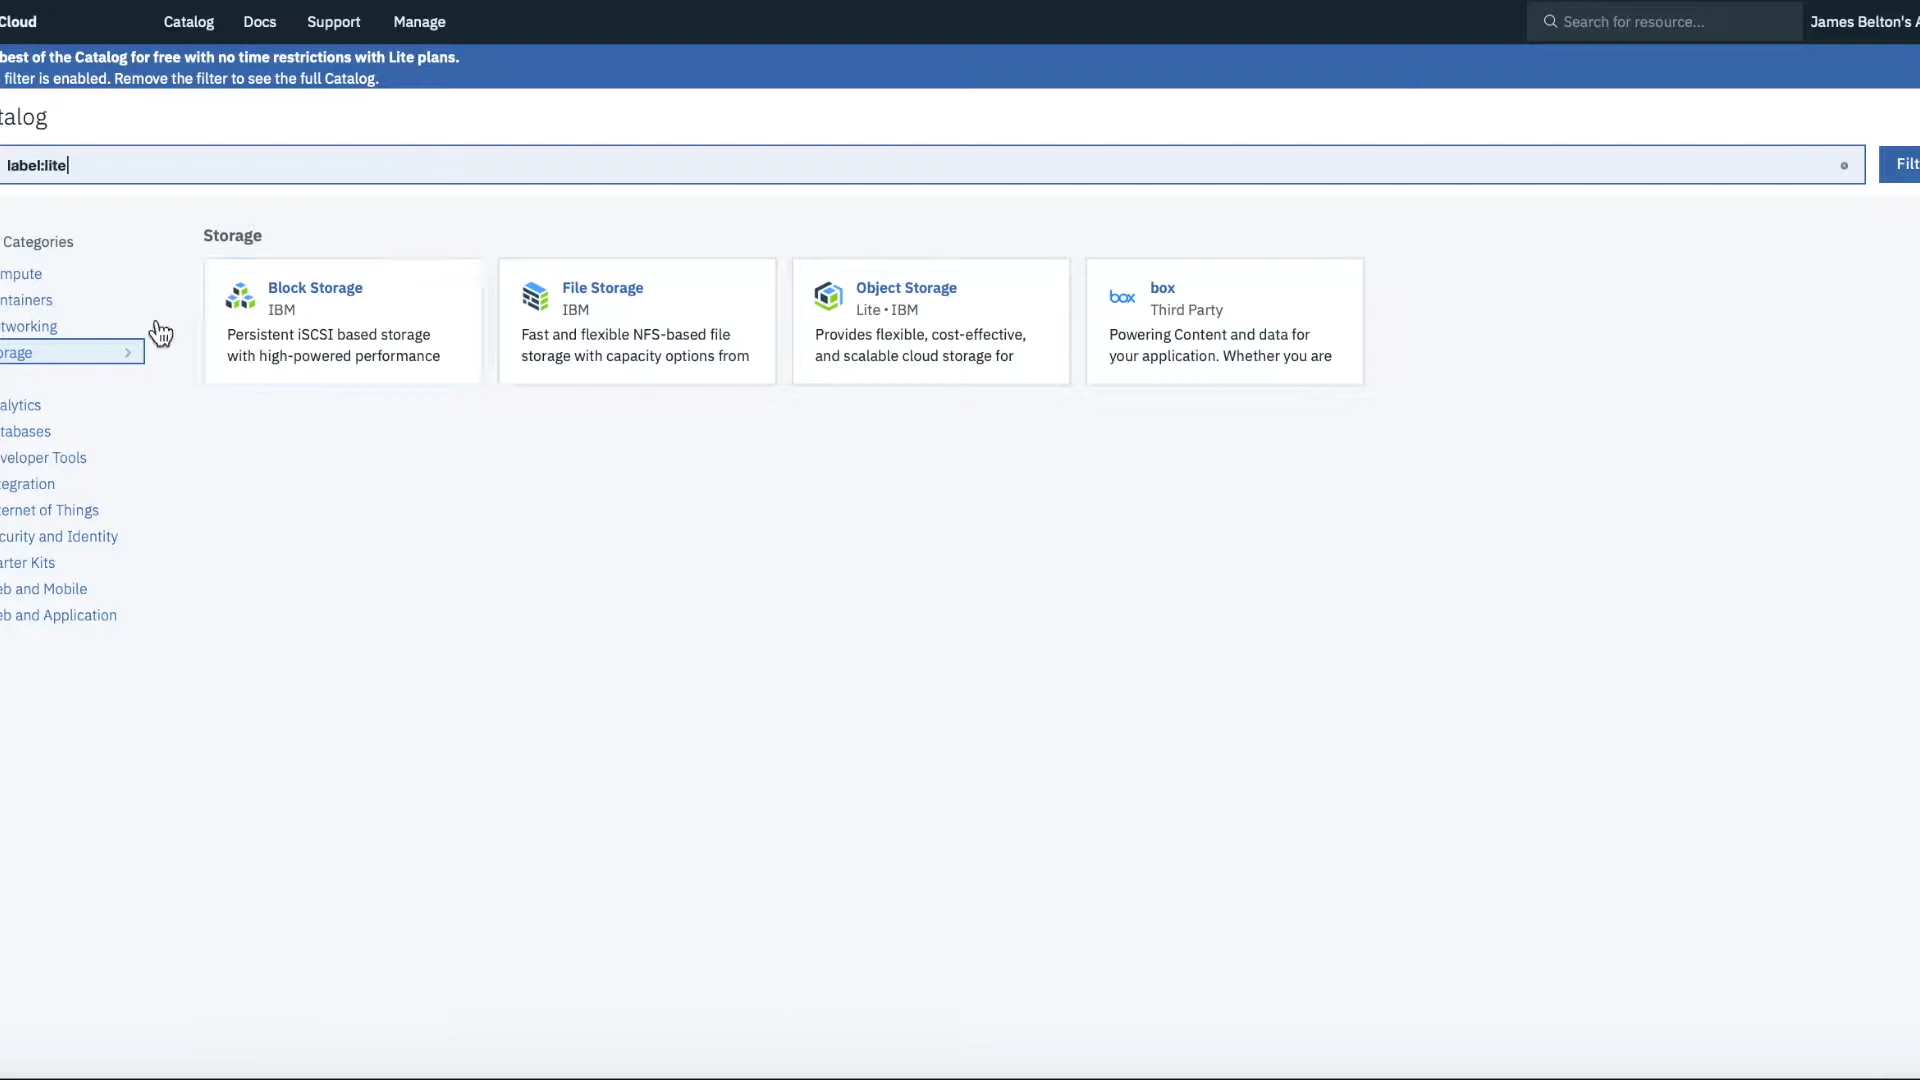 Cloud
Catalog
Docs
Support
Manage
Search for resource...
James Belton's A
best of the Catalog for free with no time restrictions with Lite plans.
filter is enabled. Remove the filter to see the full Catalog.
talog
label:lite
Filt
Categories
mpute
ntainers
tworking
orage
alytics
tabases
veloper Tools
tegration
ternet of Things
curity and Identity
arter Kits
eb and Mobile
eb and Application
Storage
Block Storage
IBM
Persistent iSCSI based storage
with high-powered performance
File Storage
IBM
Fast and flexible NFS-based file
storage with capacity options from
Object Storage
Lite • IBM
Provides flexible, cost-effective,
and scalable cloud storage for
box
box
Third Party
Powering Content and data for
your application. Whether you are